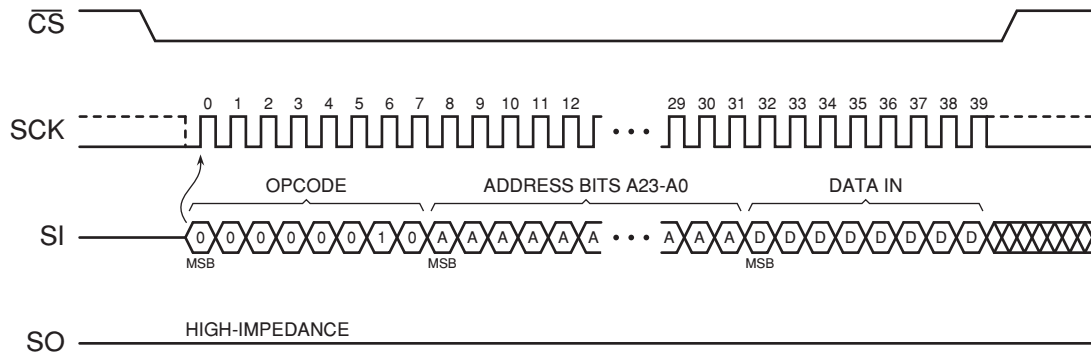 CS
0 1 2 3 4 5 6 7 8 9 10 11 12 29 30 31 32 33 34 35 36 37 38 39
SCK
OPCODE ADDRESS BITS A23-A0 DATA IN
SI 0 0 0 0 0 0 1 0 A A A A A A A A A D D D D D D D D
MSB MSB MSB
HIGH-IMPEDANCE
SO